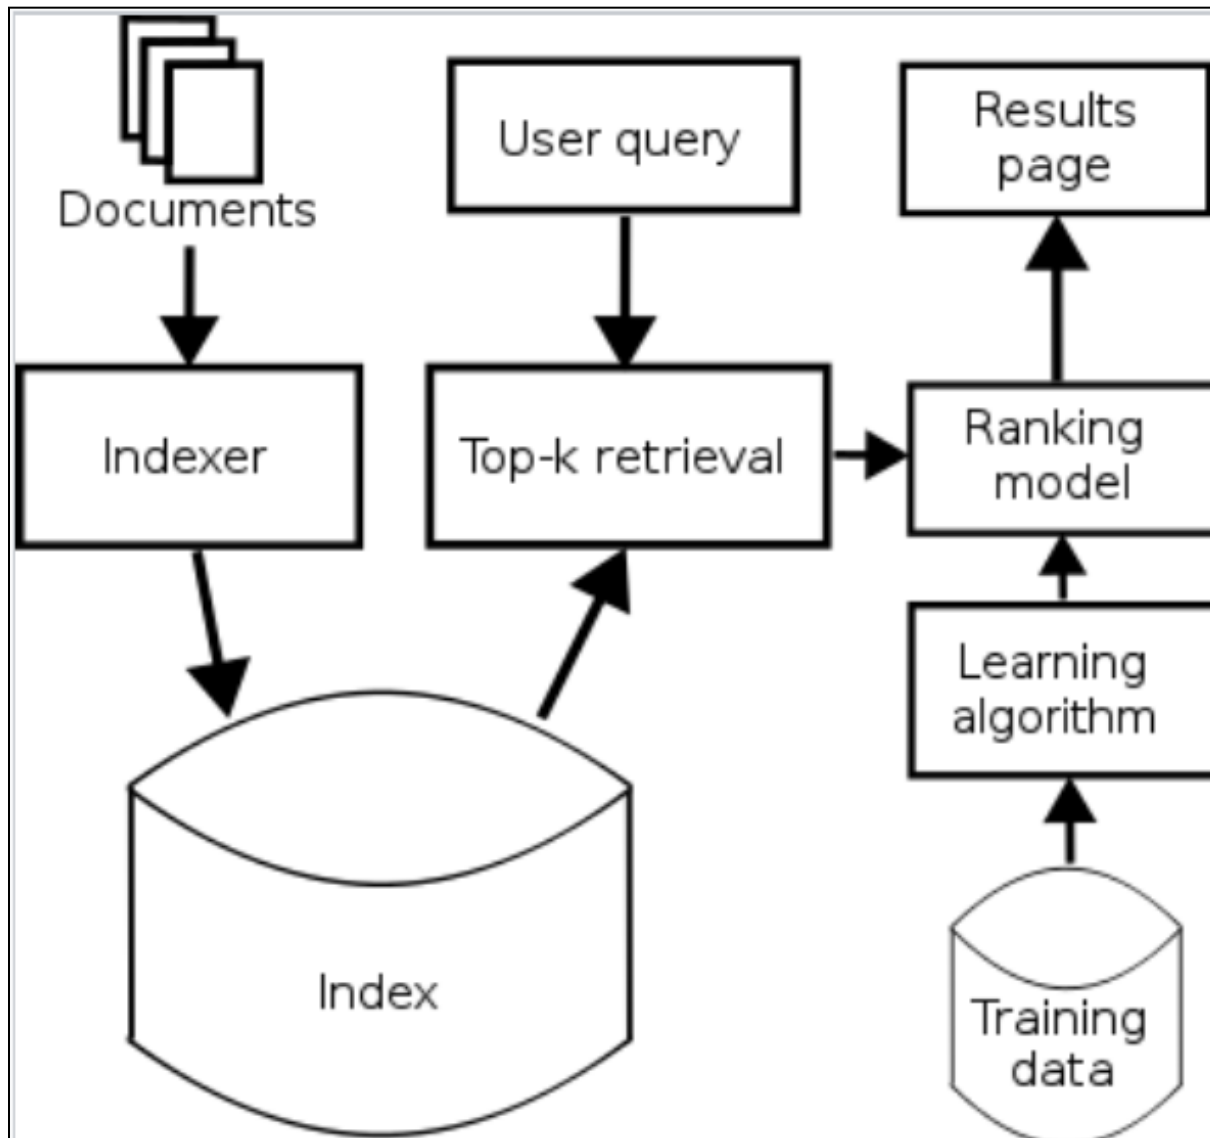 Documents
User query
Results
page
Indexer
Top-k retrieval
Ranking
model
Learning
algorithm
Index
Training
data